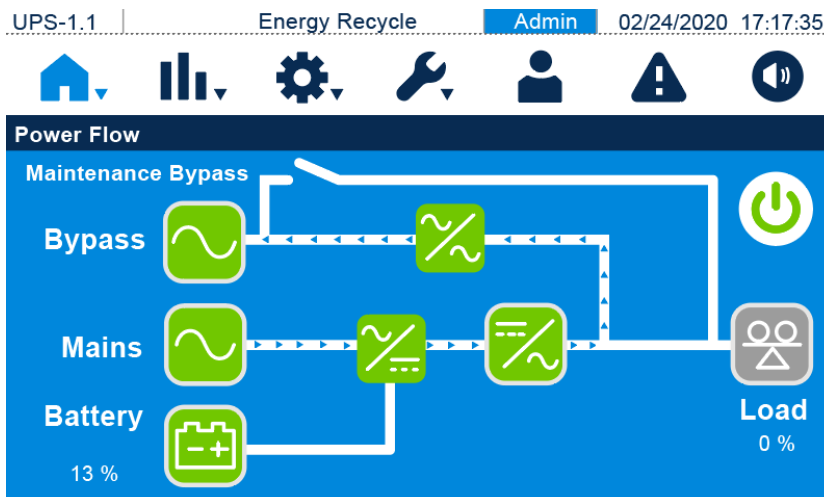 UPS-1.1 Energy Recycle Admin 02/24/2020 17:17:35
Power Flow
Maintenance Bypass
Bypass
Mains
Battery
13 %
Load
0 %